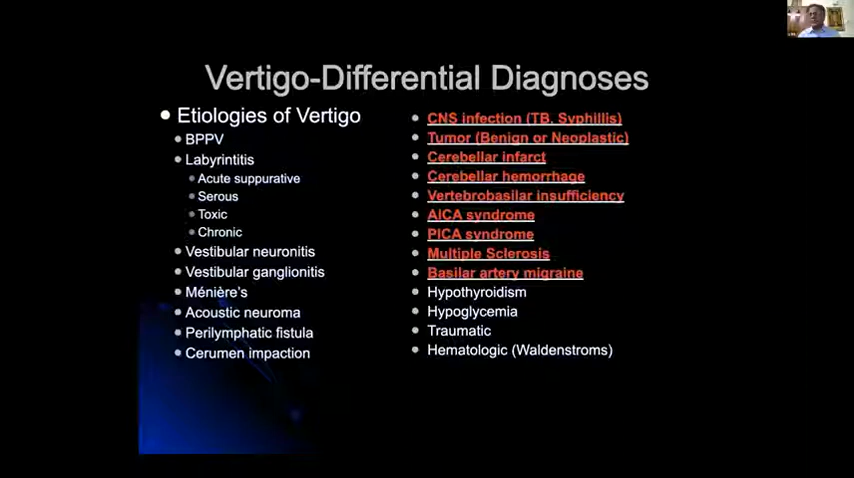 Vertigo-Differential Diagnoses
Etiologies of Vertigo
BPPV
Labyrintitis
Acute suppurative
Serous
Toxic
Chronic
Vestibular neuronitis
Vestibular ganglionitis
Ménière's
Acoustic neuroma
Perilymphatic fistula
Cerumen impaction
CNS infection (TB, Syphillis)
Tumor (Benign or Neoplastic)
Cerebellar infarct
Cerebellar hemorrhage
Vertebrobasilar insufficiency
AICA syndrome
PICA syndrome
Multiple Sclerosis
Basilar artery migraine
Hypothyroidism
Hypoglycemia
Traumatic
Hematologic (Waldenstroms)